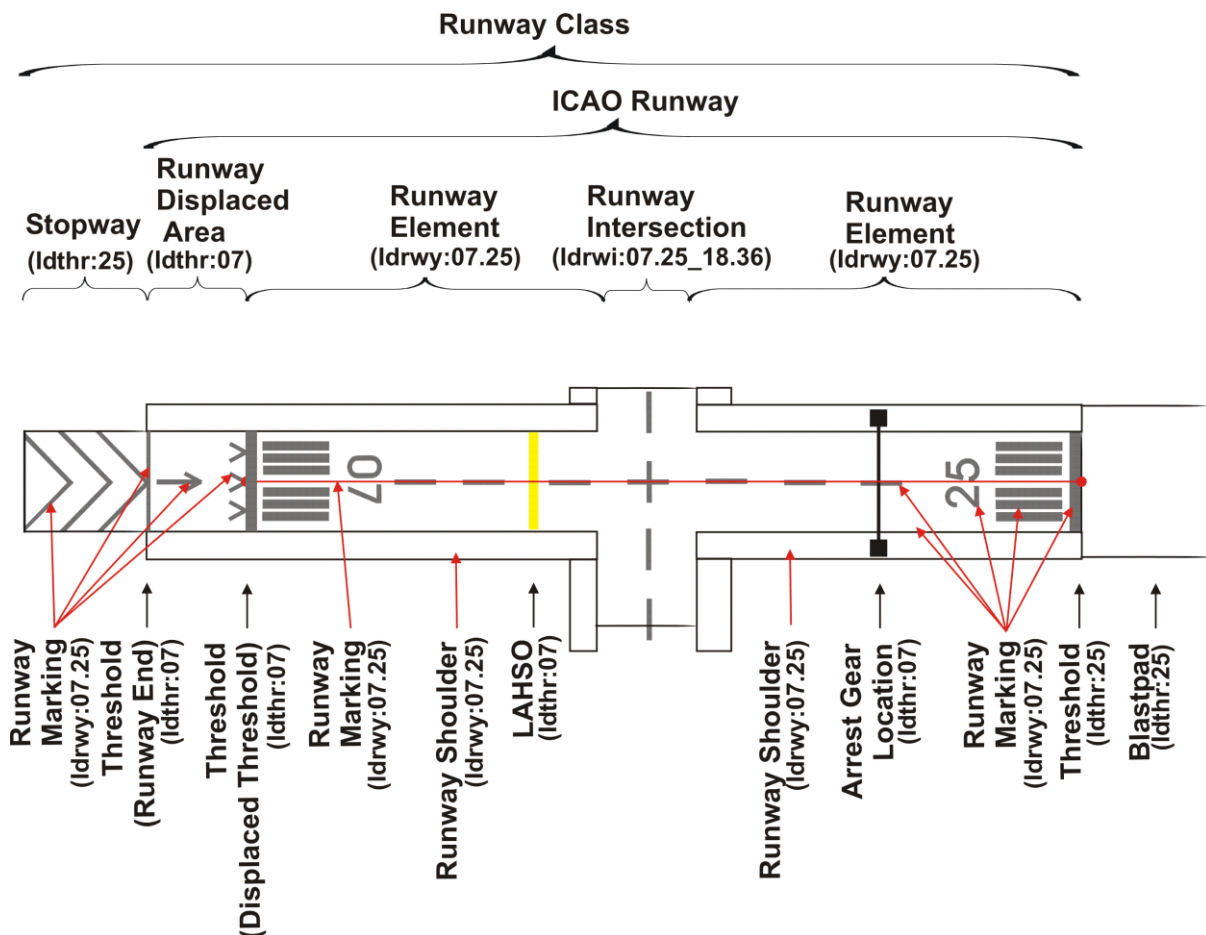 Runway Class
ICAO Runway
Stopway
(Idthr:25)
Runway
Displaced
Area
(Idthr:07)
Runway
Element
(Idrwy:07.25)
Runway
Intersection
(Idrwi:07.25_18.36)
Runway
Element
(Idrwy:07.25)
07
25
Runway
Marking
(Idrwy:07.25)
Threshold
(Runway End)
(Idthr:07)
Threshold
(Displaced Threshold)
(Idthr:07)
Runway
Marking
(Idrwy:07.25)
Runway Shoulder
(Idrwy:07.25)
LAHSO
(Idthr:07)
Runway Shoulder
(Idrwy:07.25)
Arrest Gear
Location
(Idthr:07)
Runway
Marking
(Idrwy:07.25)
Threshold
(Idthr:25)
Blastpad
(Idthr:25)